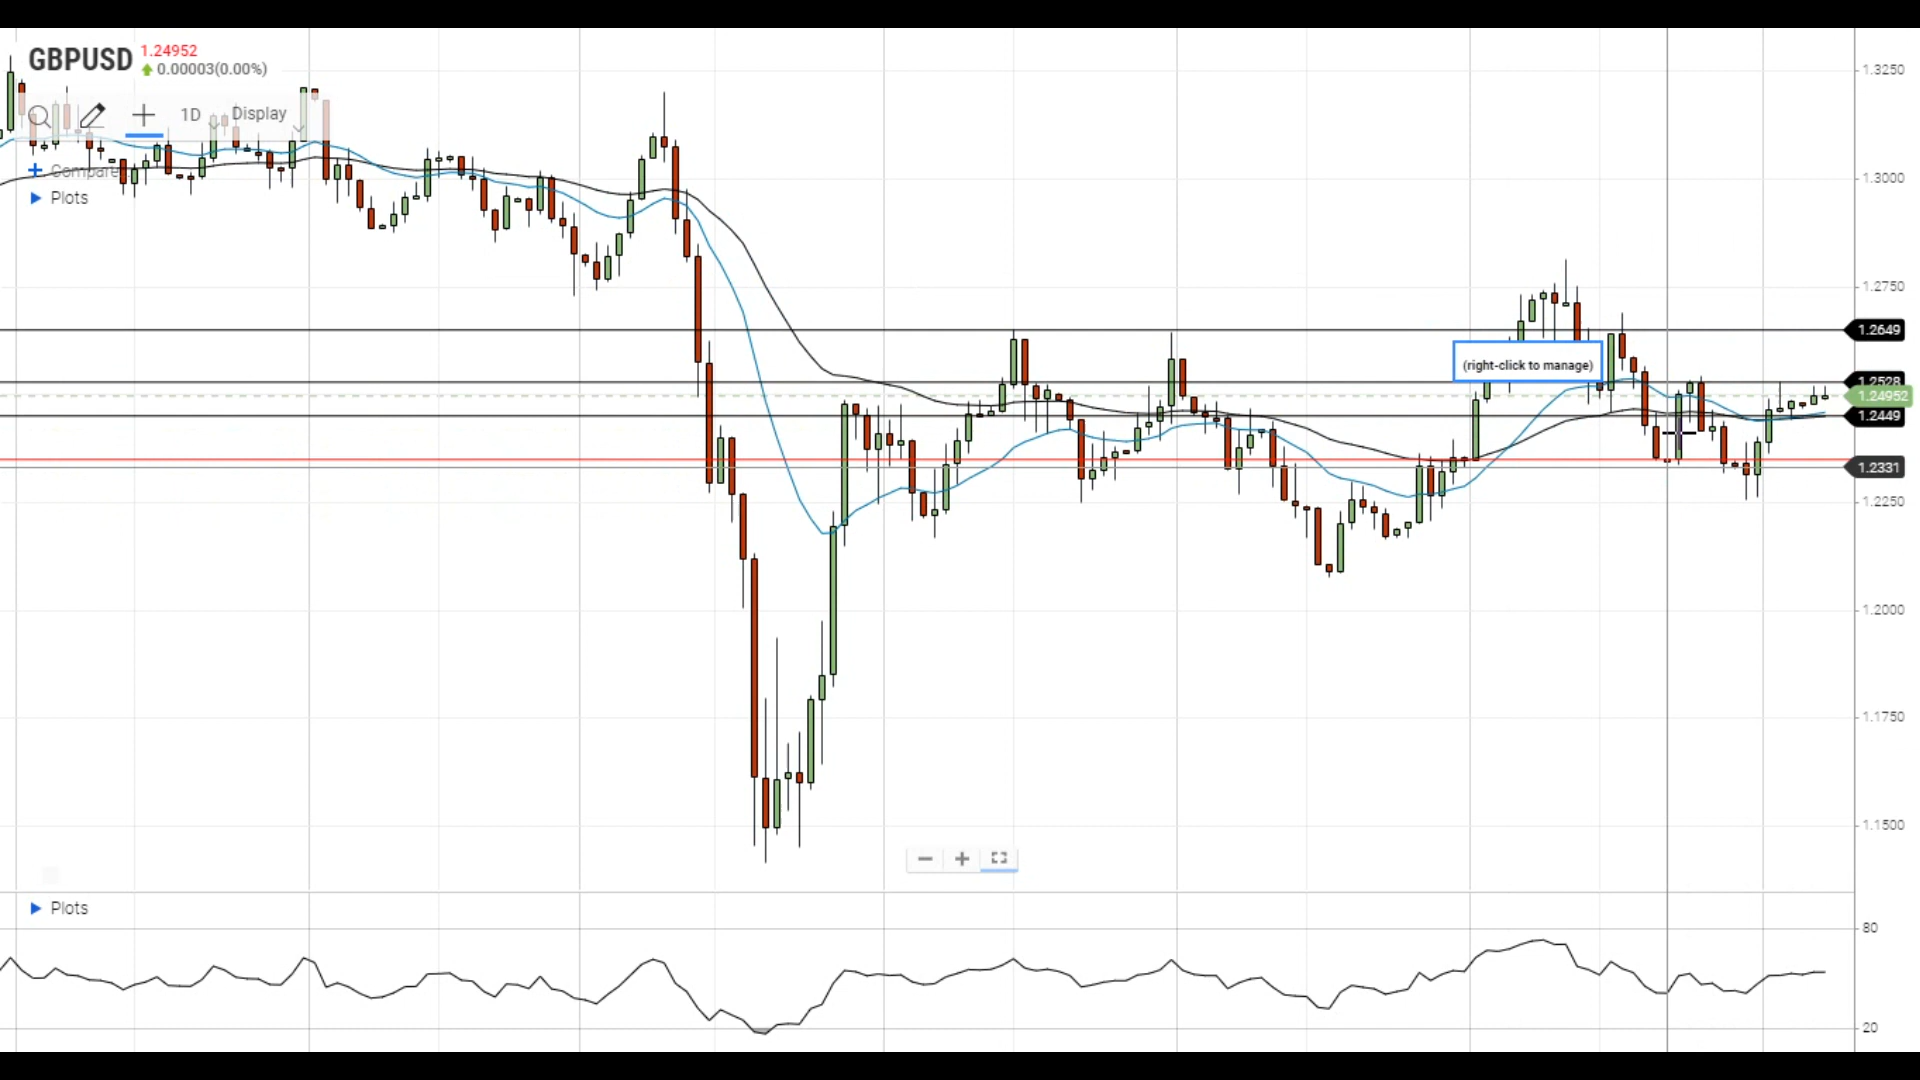 GBPUSD
1.24952
0.00003(0.00%)
1D
Display
Compare...
Plots
1.3250
1.3000
1.2750
1.2649
(right-click to manage)
1.2528
1.24952
1.2449
1.2331
1.2250
1.2000
1.1750
1.1500
Plots
80
20